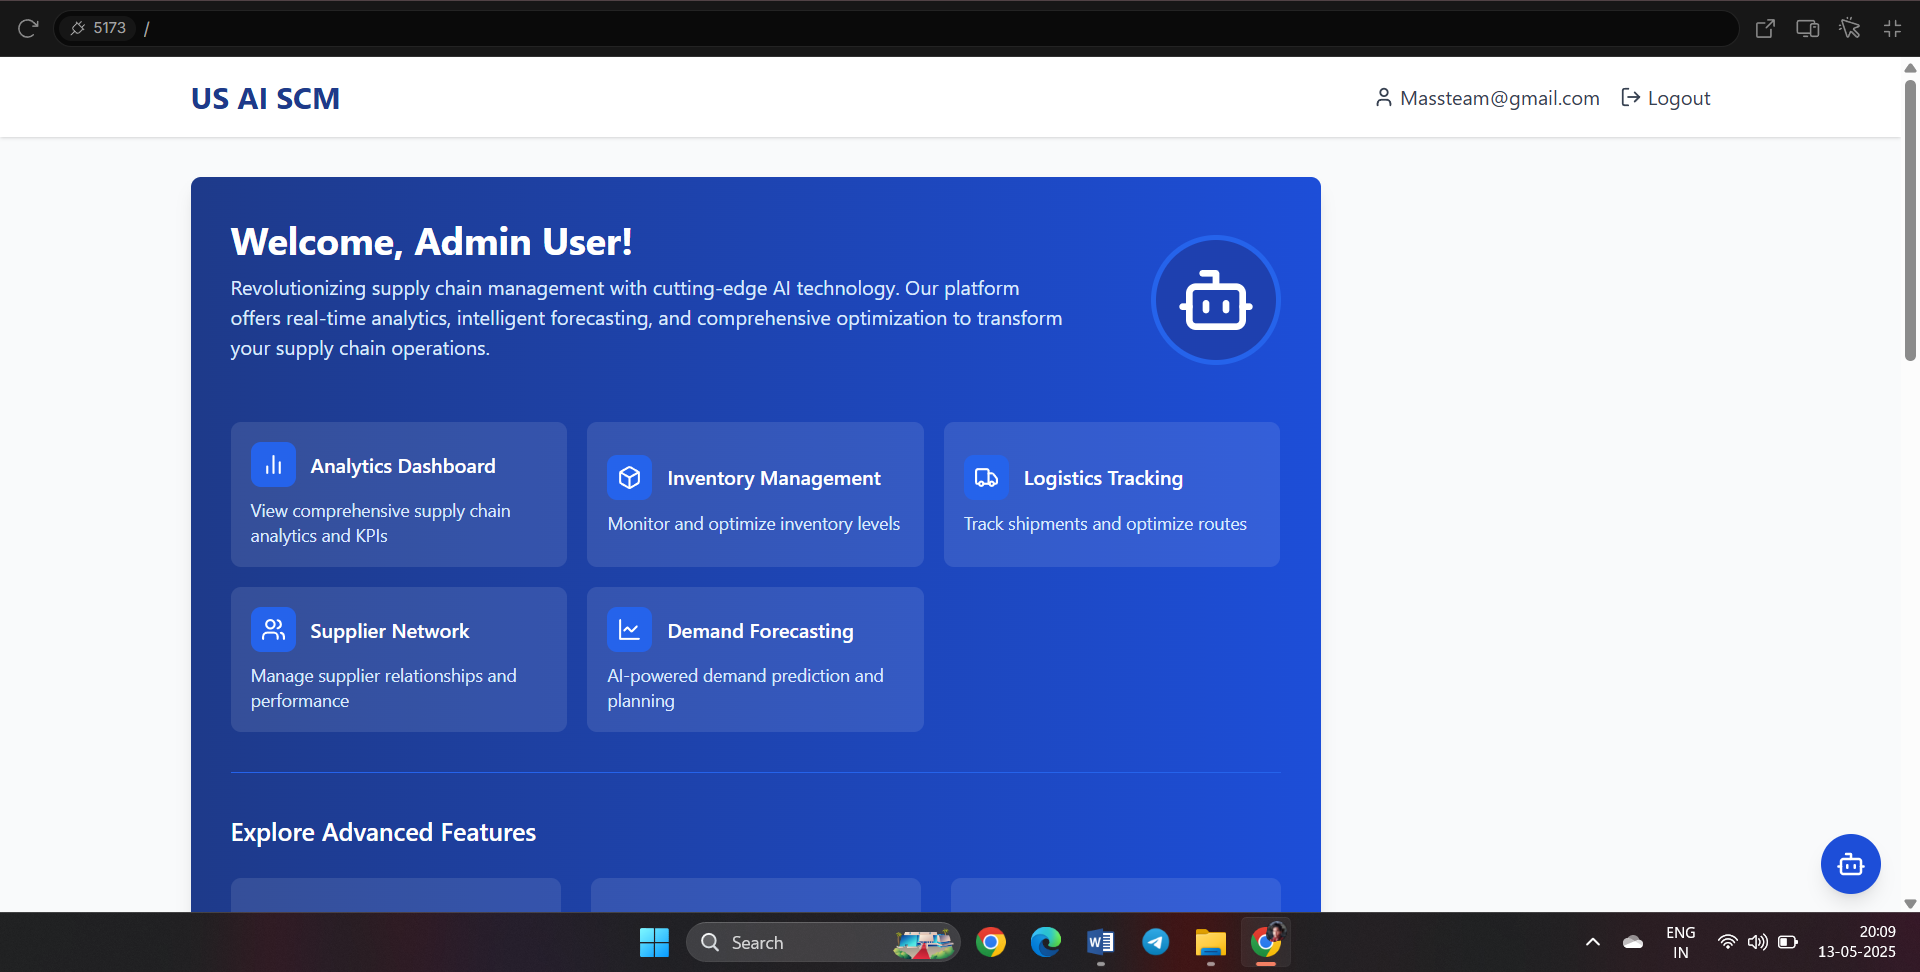 5173 /
US AI SCM
Massteam@gmail.com
Logout
Welcome, Admin User!
Revolutionizing supply chain management with cutting-edge AI technology. Our platform
offers real-time analytics, intelligent forecasting, and comprehensive optimization to transform
your supply chain operations.
Analytics Dashboard
View comprehensive supply chain
analytics and KPIs
Inventory Management
Monitor and optimize inventory levels
Logistics Tracking
Track shipments and optimize routes
Supplier Network
Manage supplier relationships and
performance
Demand Forecasting
AI-powered demand prediction and
planning
Explore Advanced Features
Search
ENG
IN
20:09
13-05-2025